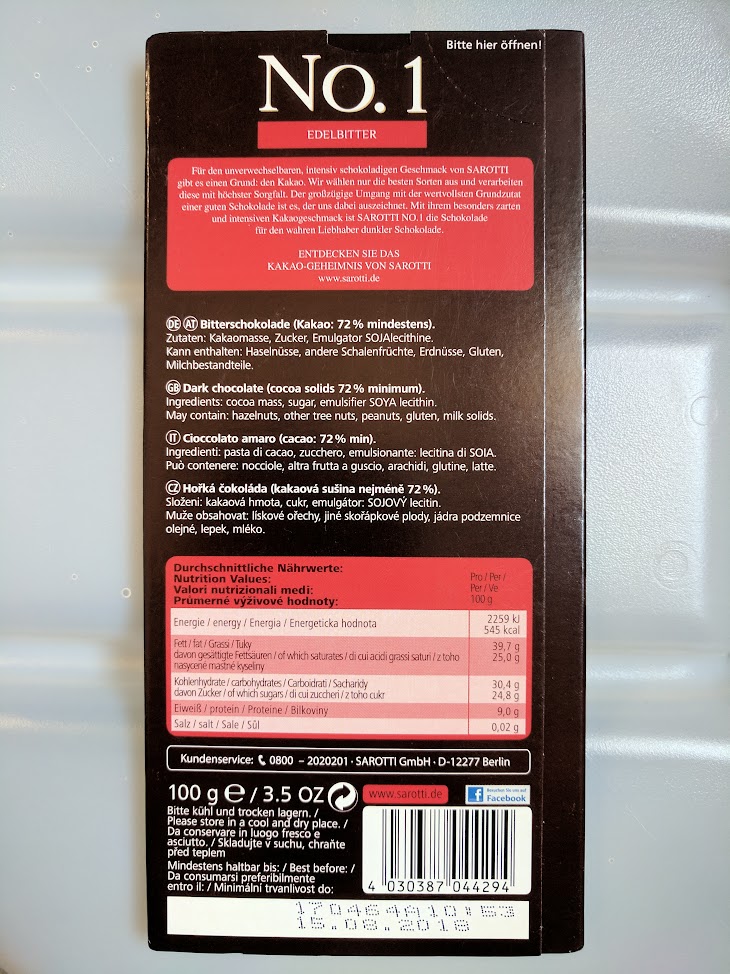 Bitte hier öffnen!
No. 1
EDELBITTER
Für den unverwechselbaren, intensiv schokoladigen Geschmack von SAROTTI
gibt es einen Grund: den Kakao. Wir wählen nur die besten Sorten aus und verarbeiten
diese mit höchster Sorgfalt. Der großzügige Umgang mit der wertvollsten Grundzutat
einer guten Schokolade ist es, der uns dabei auszeichnet. Mit ihrem besonders zarten
und intensiven Kakaogeschmack ist SAROTTI NO.1 die Schokolade
für den wahren Liebhaber dunkler Schokolade.
ENTDECKEN SIE DAS
KAKAO-GEHEIMNIS VON SAROTTI
www.sarotti.de
DE AT Bitterschokolade (Kakao: 72 % mindestens).
Zutaten: Kakaomasse, Zucker, Emulgator SOJAlecithine.
Kann enthalten: Haselnüsse, andere Schalenfrüchte, Erdnüsse, Gluten,
Milchbestandteile.
GB Dark chocolate (cocoa solids 72 % minimum).
Ingredients: cocoa mass, sugar, emulsifier SOYA lecithin.
May contain: hazelnuts, other tree nuts, peanuts, gluten, milk solids.
IT Cioccolato amaro (cacao: 72 % min).
Ingredienti: pasta di cacao, zucchero, emulsionante: lecitina di SOIA.
Può contenere: nocciole, altra frutta a guscio, arachidi, glutine, latte.
CZ Hořká čokoláda (kakaová sušina nejméně 72 %).
Složeni: kakaová hmota, cukr, emulgátor: SOJOVÝ lecitin.
Muže obsahovat: lískové ořechy, jiné skořápkové plody, jádra podzemnice
olejné, lepek, mléko.
Durchschnittliche Nährwerte:
Nutrition Values:
Valori nutrizionali medi:
Průmerné výživové hodnoty:
Pro / Per /
Per / Ve
100 g
Energie / energy / Energia / Energeticka hodnota 2259 kJ
545 kcal
Fett / fat / Grassi / Tuky 39,7 g
davon gesättigte Fettsäuren / of which saturates / di cui acidi grassi saturi / z toho 25,0 g
nasycené mastné kyseliny
Kohlenhydrate / carbohydrates / Carboidrati / Sacharidy 30,4 g
davon Zucker / of which sugars / di cui zuccheri / z toho cukr 24,8 g
Eiweiß / protein / Proteine / Bílkoviny 9,0 g
Salz / salt / Sale / Sůl 0,02 g
Kundenservice: 0800 – 2020201 · SAROTTI GmbH · D-12277 Berlin
100 g e / 3.5 OZ
www.sarotti.de
Besuchen Sie uns auf
Facebook
Bitte kühl und trocken lagern. /
Please store in a cool and dry place. /
Da conservare in luogo fresco e
asciutto. / Skladujte v suchu, chraňte
před teplem
Mindestens haltbar bis: / Best before: /
Da consumarsi preferibilmente
entro il: / Minimální trvanlivost do:
4 030387 044294
170464A10:53
15.08.2018